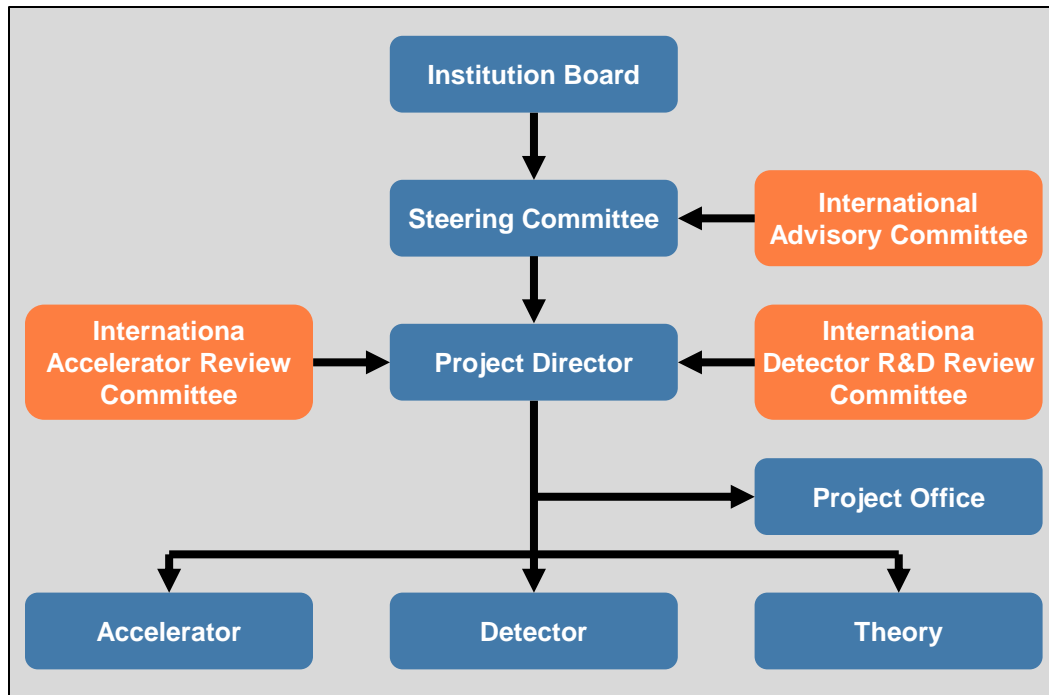 Institution Board
Steering Committee
International
Advisory Committee
Internationa
Accelerator Review
Committee
Project Director
Internationa
Detector R&D Review
Committee
Project Office
Accelerator
Detector
Theory